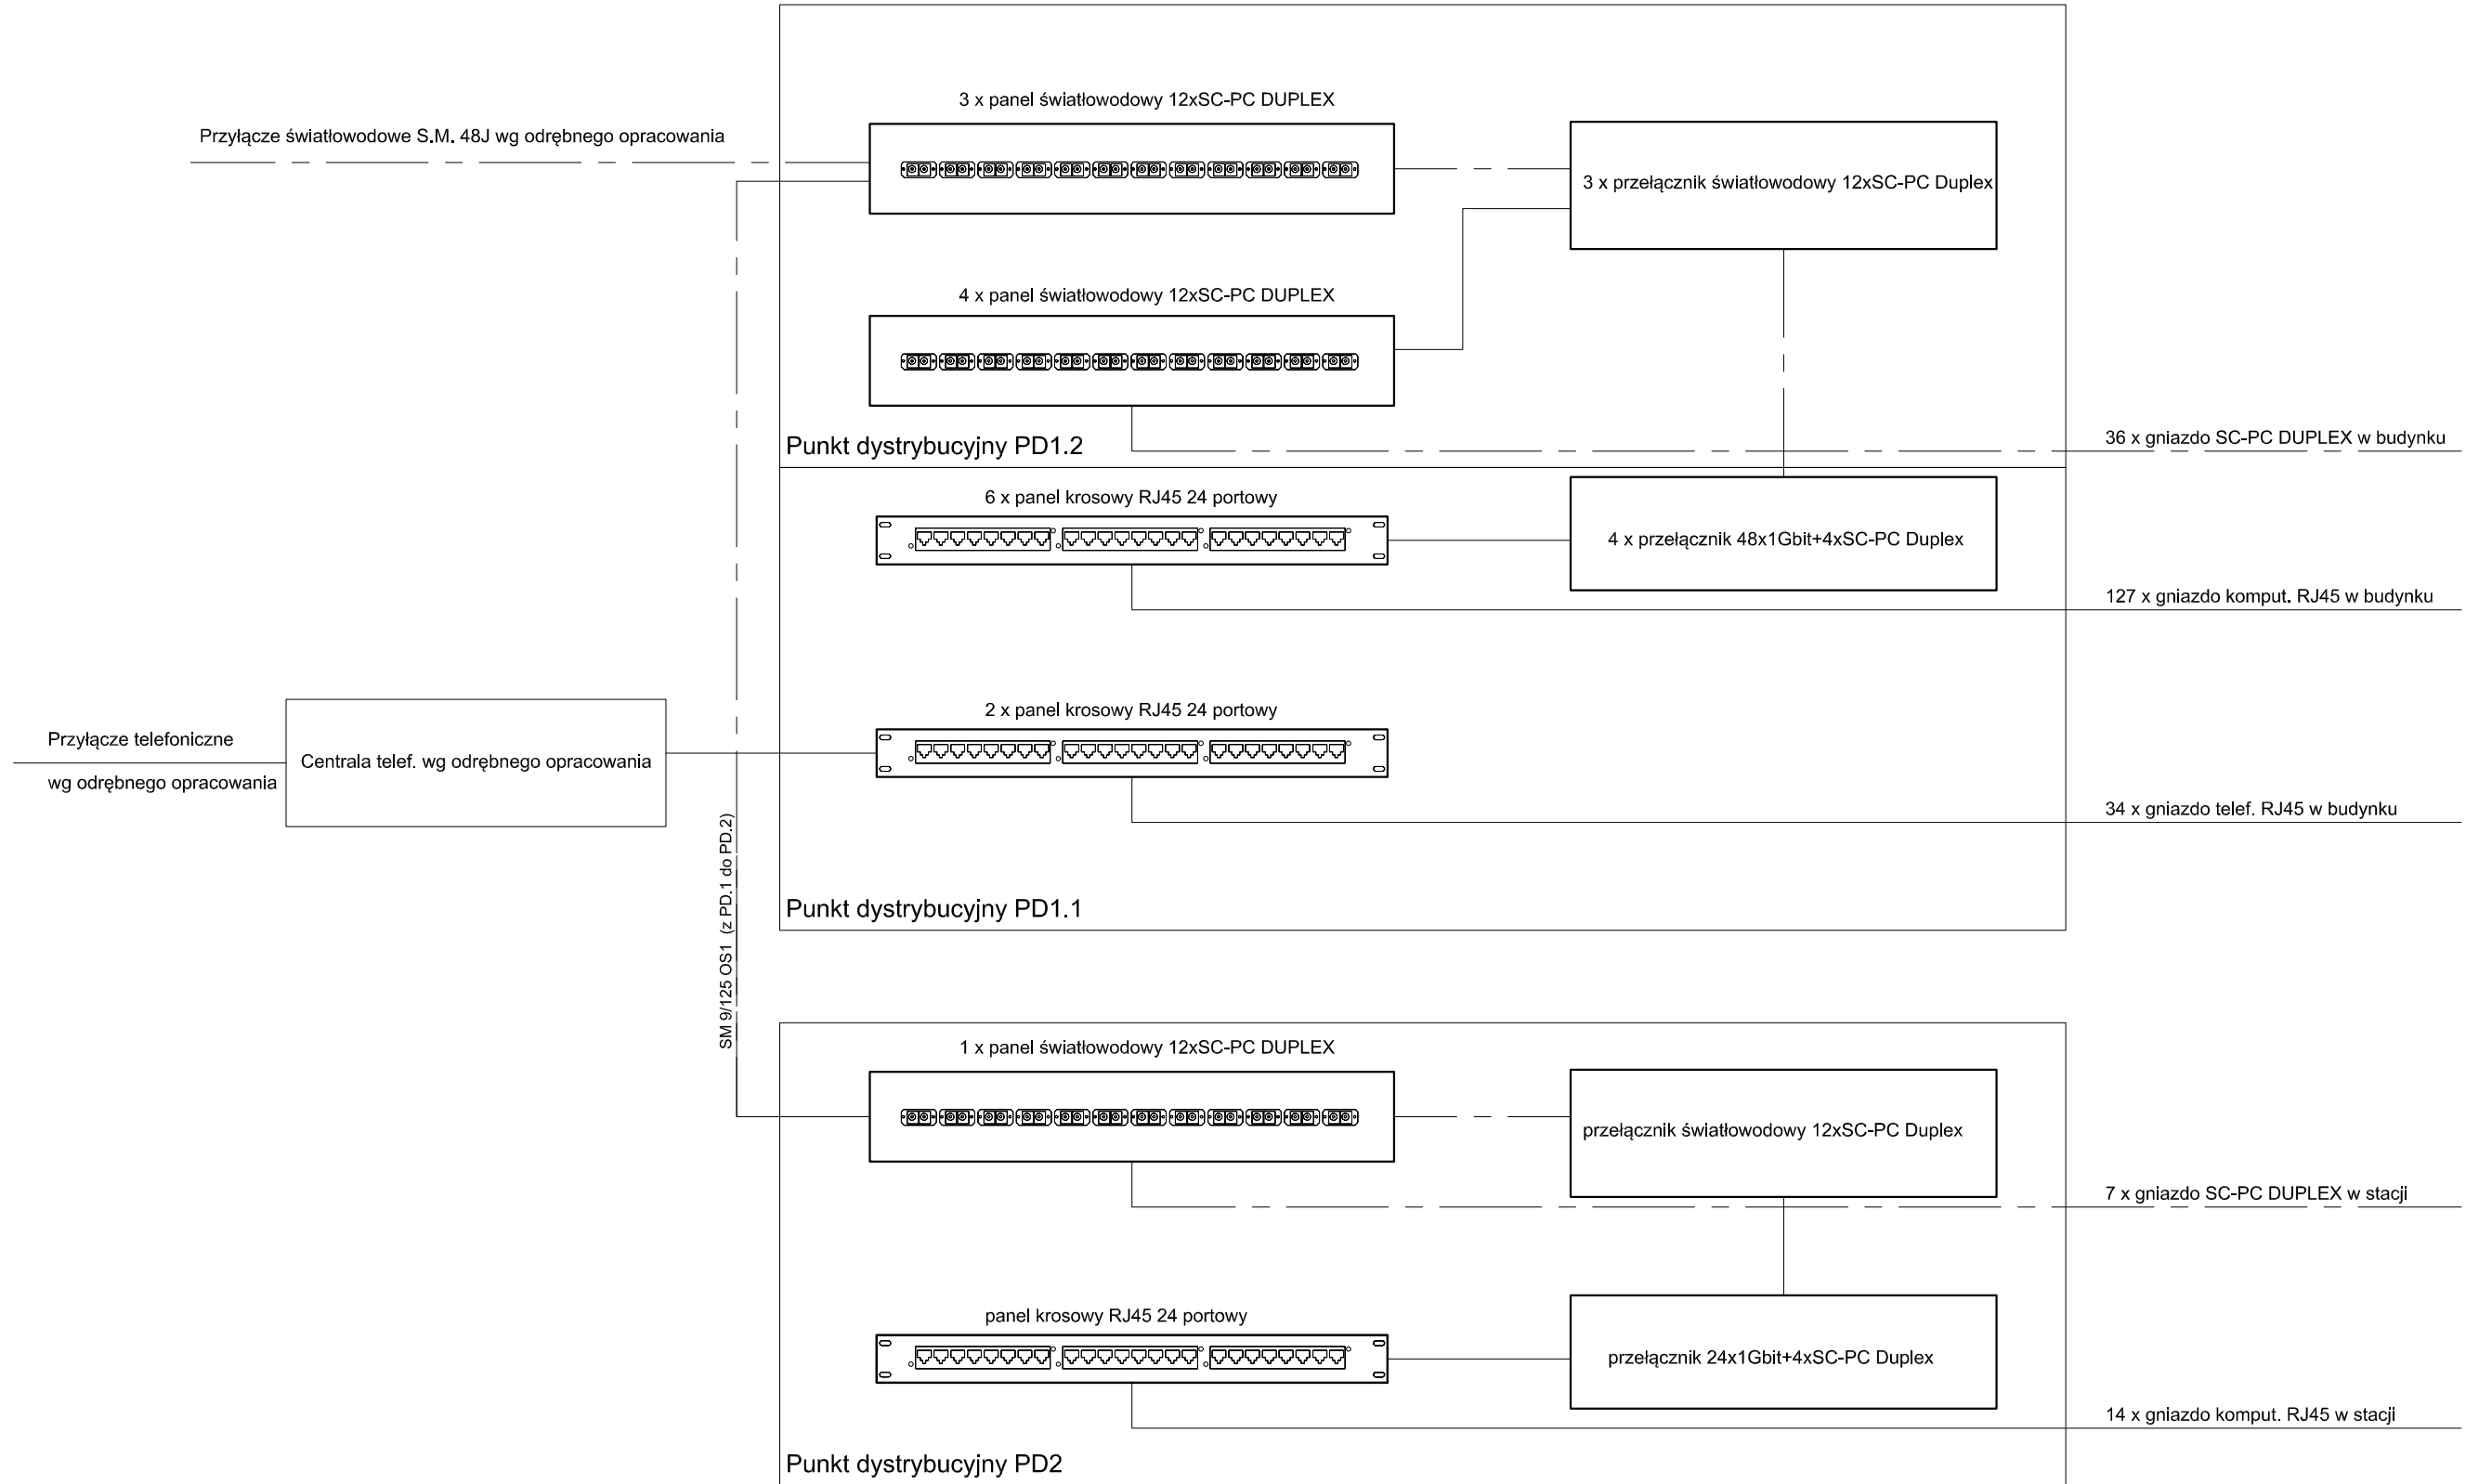 3 x panel światłowodowy 12xSC-PC DUPLEX
Przyłącze światłowodowe S.M. 48J wg odrębnego opracowania
3 x przełącznik światłowodowy 12xSC-PC Duplex
4 x panel światłowodowy 12xSC-PC DUPLEX
36 x gniazdo SC-PC DUPLEX w budynku
Punkt dystrybucyjny PD1.2
6 x panel krosowy RJ45 24 portowy
4 x przełącznik 48x1Gbit+4xSC-PC Duplex
127 x gniazdo komput. RJ45 w budynku
2 x panel krosowy RJ45 24 portowy
Przyłącze telefoniczne
wg odrębnego opracowania
Centrala telef. wg odrębnego opracowania
34 x gniazdo telef. RJ45 w budynku
SM 9/125 OS1 (z PD.1 do PD.2)
Punkt dystrybucyjny PD1.1
1 x panel światłowodowy 12xSC-PC DUPLEX
przełącznik światłowodowy 12xSC-PC Duplex
7 x gniazdo SC-PC DUPLEX w stacji
panel krosowy RJ45 24 portowy
przełącznik 24x1Gbit+4xSC-PC Duplex
14 x gniazdo komput. RJ45 w stacji
Punkt dystrybucyjny PD2